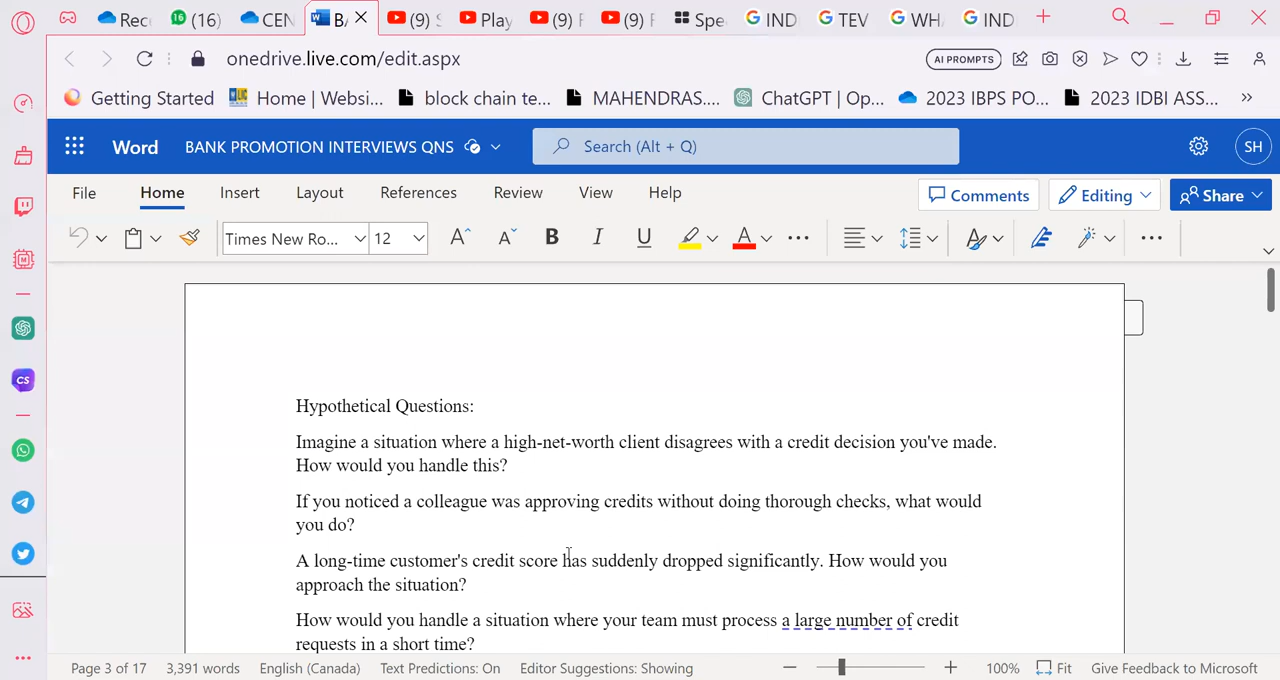 Rec
16
(16)
CEN
BA
(9) S
Play
(9) F
(9) F
Spe
IND
TEV
WHA
IND
onedrive.live.com/edit.aspx
AI PROMPTS
Getting Started
Home | Websi...
block chain te...
MAHENDRAS....
ChatGPT | Op...
2023 IBPS PO...
2023 IDBI ASS...
Word
BANK PROMOTION INTERVIEWS QNS
Search (Alt + Q)
SH
File
Home
Insert
Layout
References
Review
View
Help
Comments
Editing
Share
Times New Ro...
12
Hypothetical Questions:
Imagine a situation where a high-net-worth client disagrees with a credit decision you've made.
How would you handle this?
If you noticed a colleague was approving credits without doing thorough checks, what would
you do?
A long-time customer's credit score has suddenly dropped significantly. How would you
approach the situation?
How would you handle a situation where your team must process a large number of credit
requests in a short time?
Page 3 of 17
3,391 words
English (Canada)
Text Predictions: On
Editor Suggestions: Showing
100%
Fit
Give Feedback to Microsoft